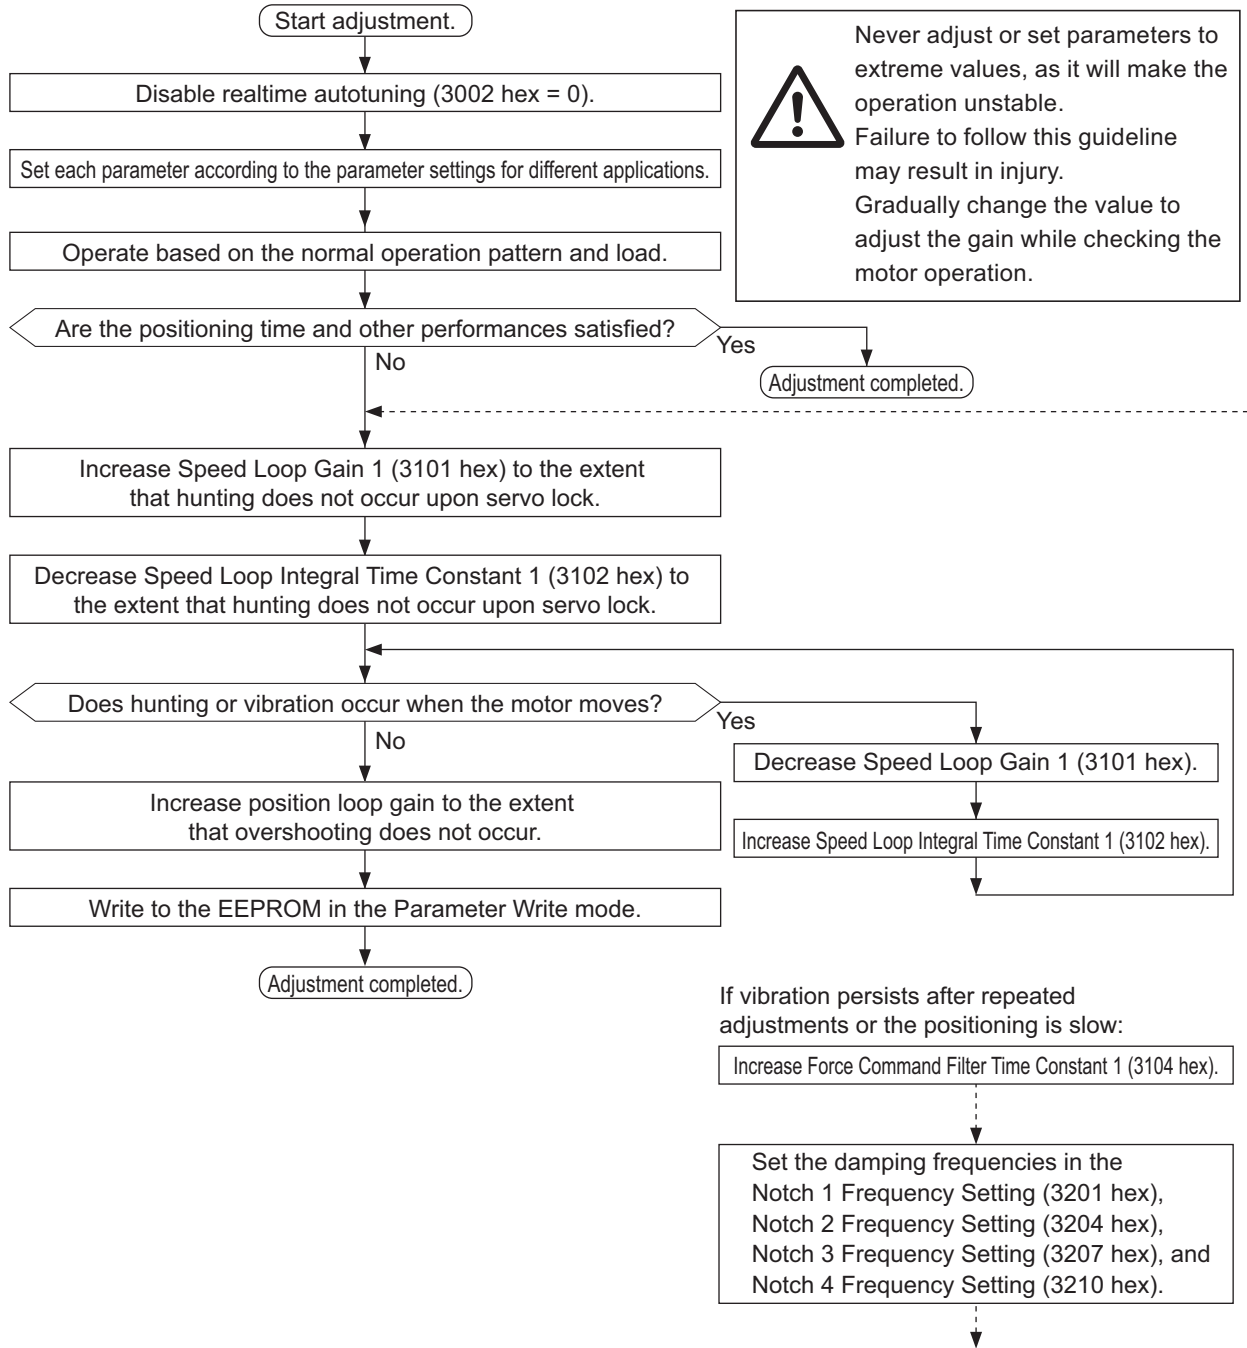 Start adjustment.
Disable realtime autotuning (3002 hex = 0).
Set each parameter according to the parameter settings for different applications.
Operate based on the normal operation pattern and load.
Are the positioning time and other performances satisfied?
Yes
No
Adjustment completed.
Never adjust or set parameters to
extreme values, as it will make the
operation unstable.
Failure to follow this guideline
may result in injury.
Gradually change the value to
adjust the gain while checking the
motor operation.
Increase Speed Loop Gain 1 (3101 hex) to the extent
that hunting does not occur upon servo lock.
Decrease Speed Loop Integral Time Constant 1 (3102 hex) to
the extent that hunting does not occur upon servo lock.
Does hunting or vibration occur when the motor moves?
Yes
No
Decrease Speed Loop Gain 1 (3101 hex).
Increase Speed Loop Integral Time Constant 1 (3102 hex).
Increase position loop gain to the extent
that overshooting does not occur.
Write to the EEPROM in the Parameter Write mode.
Adjustment completed.
If vibration persists after repeated
adjustments or the positioning is slow:
Increase Force Command Filter Time Constant 1 (3104 hex).
Set the damping frequencies in the
Notch 1 Frequency Setting (3201 hex),
Notch 2 Frequency Setting (3204 hex),
Notch 3 Frequency Setting (3207 hex), and
Notch 4 Frequency Setting (3210 hex).